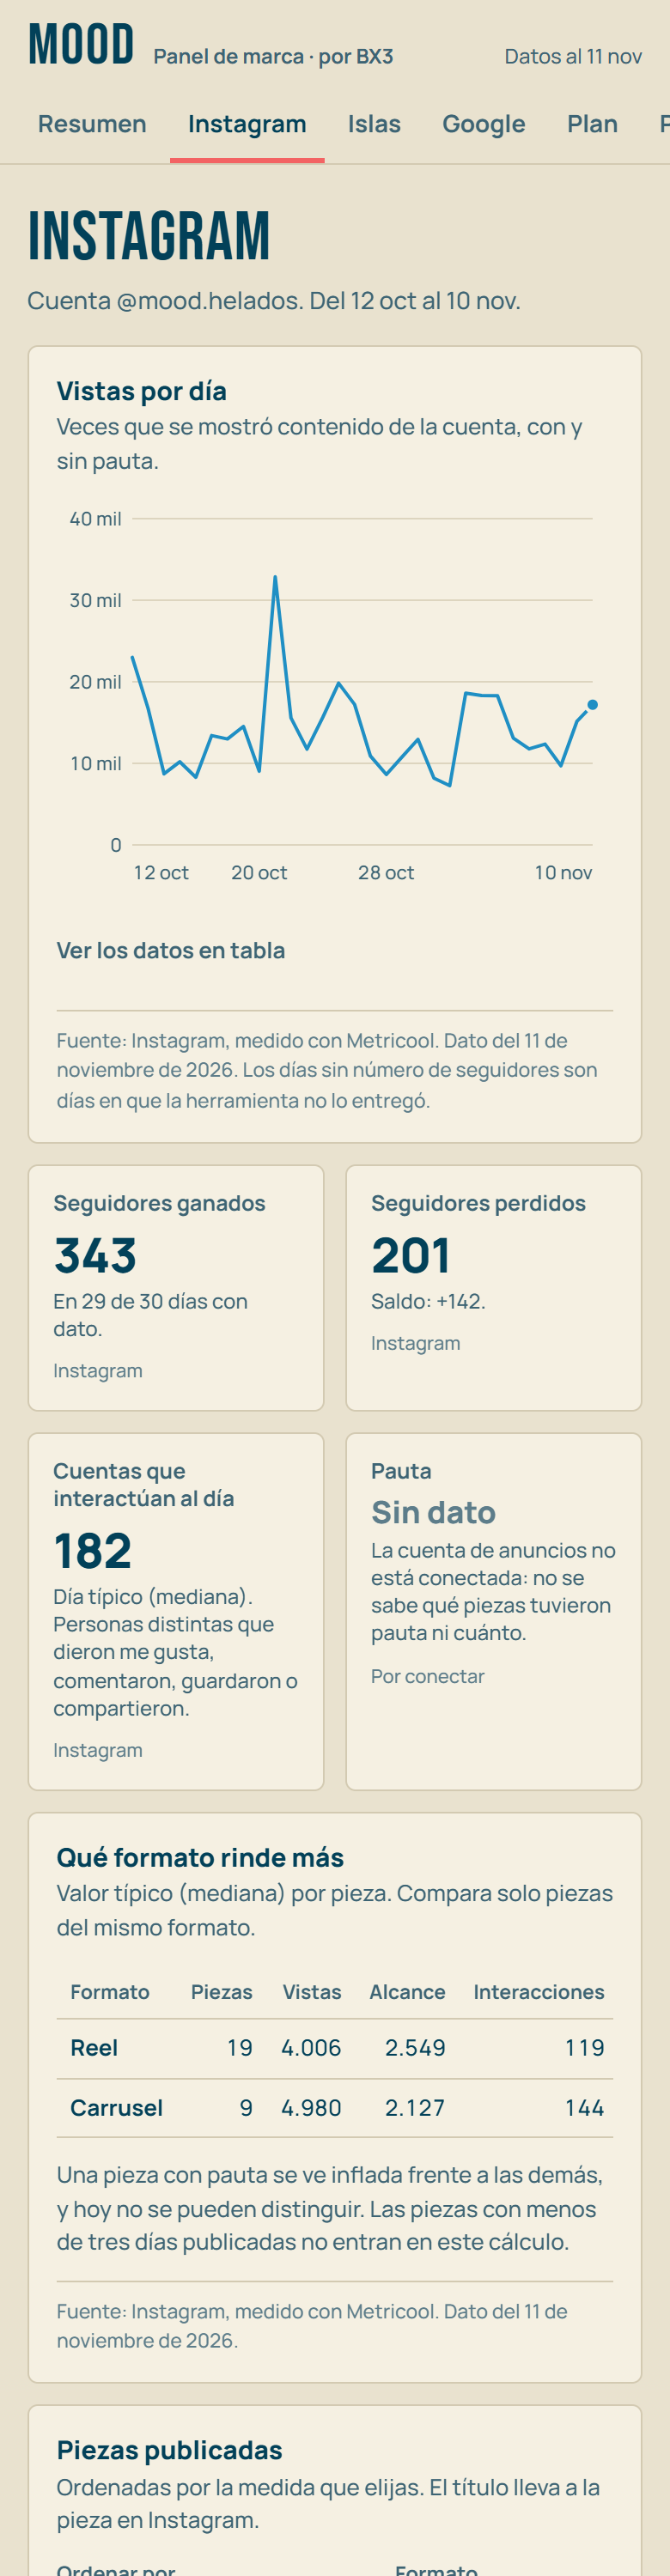 MOOD Panel de marca · por BX3 Datos al 11 nov
Resumen Instagram Islas Google Plan
INSTAGRAM
Cuenta @mood.helados. Del 12 oct al 10 nov.
Vistas por día
Veces que se mostró contenido de la cuenta, con y
sin pauta.
40 mil
30 mil
20 mil
10 mil
0
12 oct 20 oct 28 oct 10 nov
Ver los datos en tabla
Fuente: Instagram, medido con Metricool. Dato del 11 de
noviembre de 2026. Los días sin número de seguidores son
días en que la herramienta no lo entregó.
Seguidores ganados
343
En 29 de 30 días con
dato.
Instagram
Seguidores perdidos
201
Saldo: +142.
Instagram
Cuentas que
interactúan al día
182
Día típico (mediana).
Personas distintas que
dieron me gusta,
comentaron, guardaron o
compartieron.
Instagram
Pauta
Sin dato
La cuenta de anuncios no
está conectada: no se
sabe qué piezas tuvieron
pauta ni cuánto.
Por conectar
Qué formato rinde más
Valor típico (mediana) por pieza. Compara solo piezas
del mismo formato.
Formato Piezas Vistas Alcance Interacciones
Reel 19 4.006 2.549 119
Carrusel 9 4.980 2.127 144
Una pieza con pauta se ve inflada frente a las demás,
y hoy no se pueden distinguir. Las piezas con menos
de tres días publicadas no entran en este cálculo.
Fuente: Instagram, medido con Metricool. Dato del 11 de
noviembre de 2026.
Piezas publicadas
Ordenadas por la medida que elijas. El título lleva a la
pieza en Instagram.
Ordenar por Formato